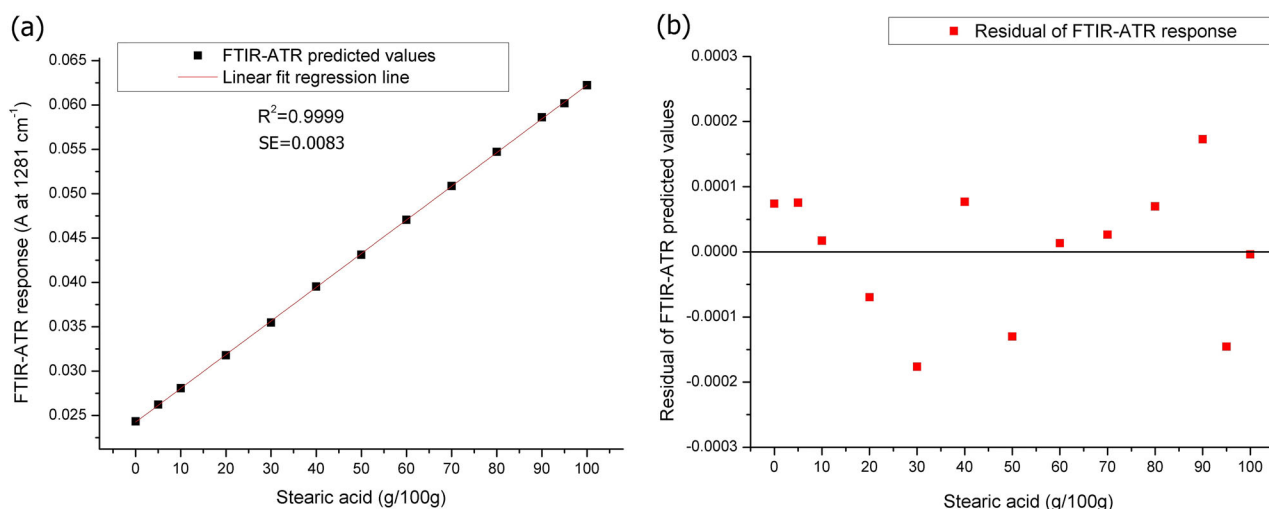 (a)
FTIR-ATR predicted values
Linear fit regression line
R²=0.9999
SE=0.0083
FTIR-ATR response (A at 1281 cm⁻¹)
0.065
0.060
0.055
0.050
0.045
0.040
0.035
0.030
0.025
0 10 20 30 40 50 60 70 80 90 100
Stearic acid (g/100g)
(b)
Residual of FTIR-ATR response
Residual of FTIR-ATR predicted values
0.0003
0.0002
0.0001
0.0000
-0.0001
-0.0002
-0.0003
0 10 20 30 40 50 60 70 80 90 100
Stearic acid (g/100g)